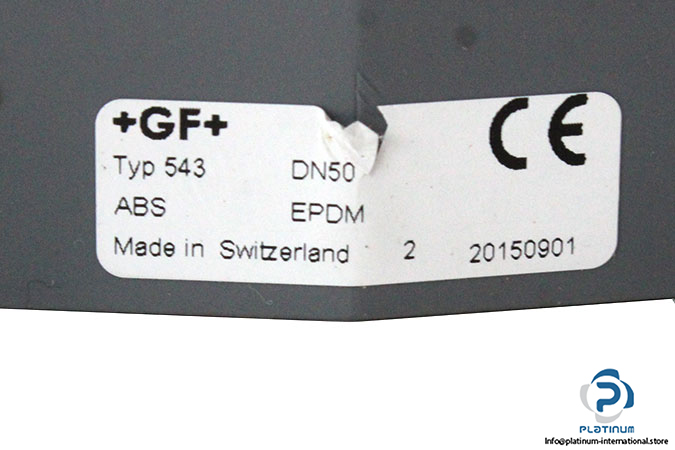 +GF+ CE
Typ 543 DN50
ABS EPDM
Made in Switzerland 2 20150901
P
PLATINUM
Info@platinum-international.store